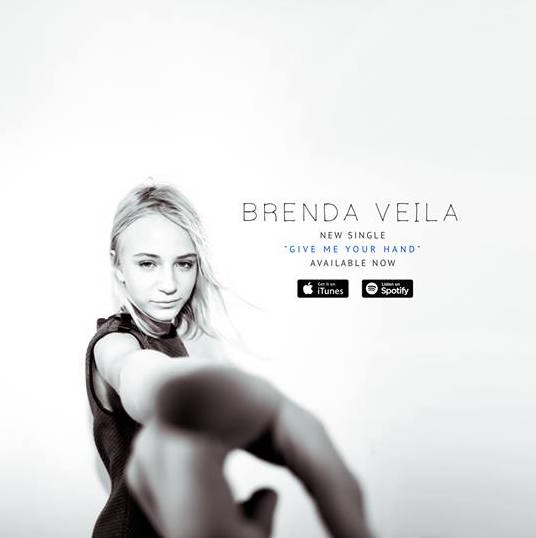 BRENDA VEILA
NEW SINGLE
"GIVE ME YOUR HAND"
AVAILABLE NOW
Get it on
iTunes
Listen on
Spotify